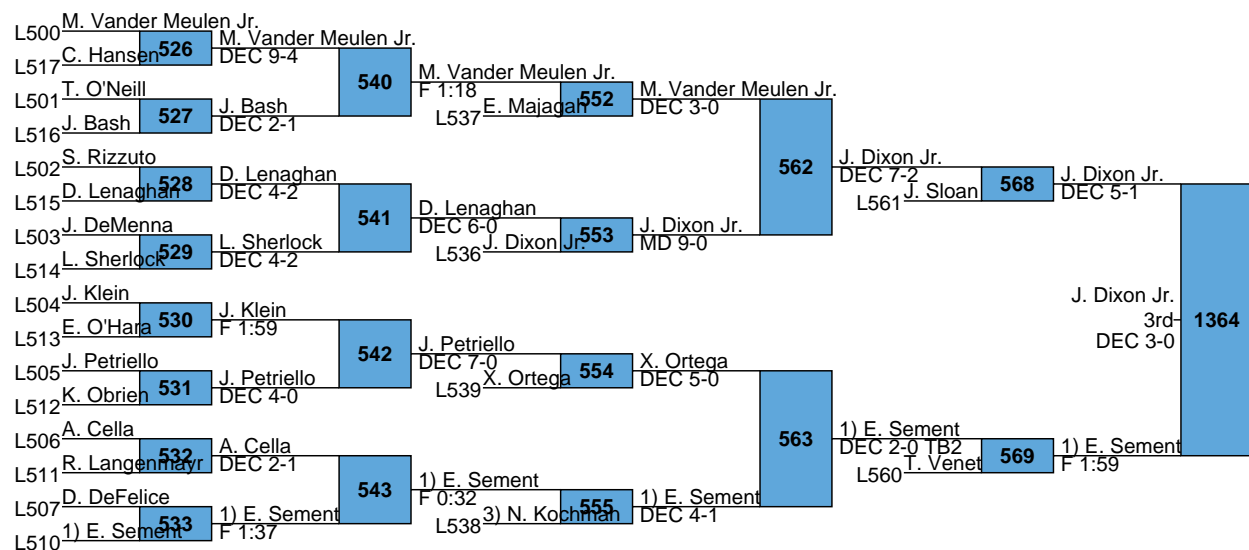 M. Vander Meulen Jr.
L500
526
M. Vander Meulen Jr.
DEC 9-4
C. Hansen
L517
540
M. Vander Meulen Jr.
F 1:18
T. O'Neill
L501
527
J. Bash
DEC 2-1
J. Bash
L516
E. Majagah
L537
552
M. Vander Meulen Jr.
DEC 3-0
S. Rizzuto
L502
528
D. Lenaghan
DEC 4-2
D. Lenaghan
L515
541
D. Lenaghan
DEC 6-0
J. DeMenna
L503
529
L. Sherlock
DEC 4-2
L. Sherlock
L514
J. Dixon Jr.
L536
553
J. Dixon Jr.
MD 9-0
562
J. Dixon Jr.
DEC 7-2
J. Sloan
L561
568
J. Dixon Jr.
DEC 5-1
J. Klein
L504
530
J. Klein
F 1:59
E. O'Hara
L513
542
J. Petriello
DEC 7-0
J. Petriello
L505
531
J. Petriello
DEC 4-0
K. Obrien
L512
X. Ortega
L539
554
X. Ortega
DEC 5-0
A. Cella
L506
532
A. Cella
DEC 2-1
R. Langenmayr
L511
543
1) E. Sement
F 0:32
D. DeFelice
L507
533
1) E. Sement
F 1:37
1) E. Sement
L510
3) N. Kochman
L538
555
1) E. Sement
DEC 4-1
563
1) E. Sement
DEC 2-0 TB2
T. Venet
L560
569
1) E. Sement
F 1:59
J. Dixon Jr.
3rd
DEC 3-0
1364